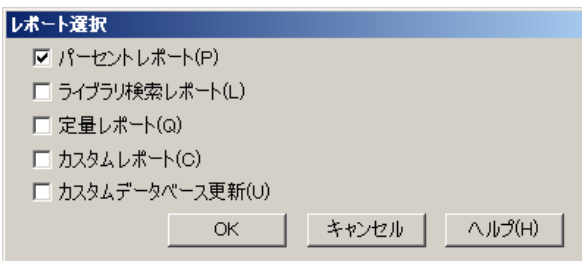 レポート選択
パーセントレポート(P)
ライブラリ検索レポート(L)
定量レポート(Q)
カスタムレポート(C)
カスタムデータベース更新(U)
OK キャンセル ヘルプ(H)